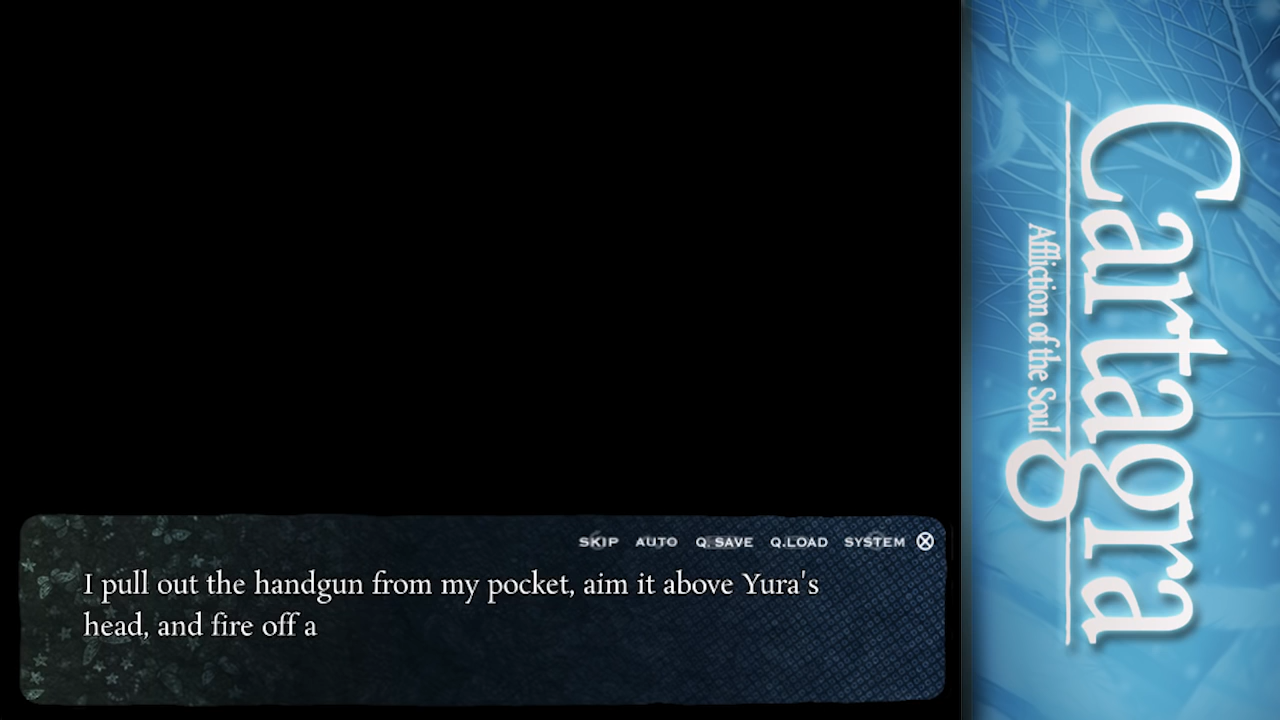 SKIP AUTO Q. SAVE Q.LOAD SYSTEM
I pull out the handgun from my pocket, aim it above Yura's
head, and fire off a
Cartagra
Affliction of the Soul